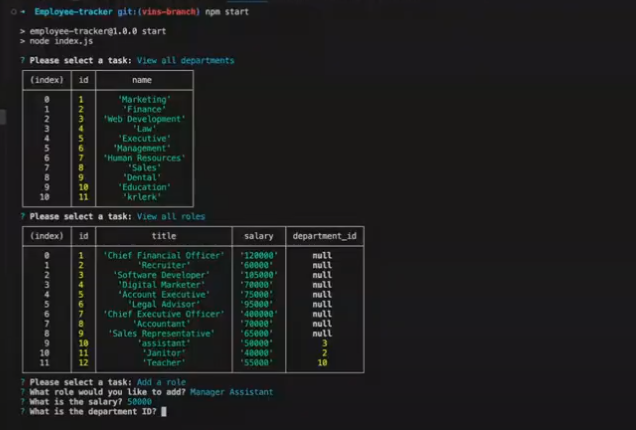 Employee-tracker git:(vins-branch) npm start
> employee-tracker@1.0.0 start
> node index.js
? Please select a task: View all departments
(index) id name
0 1 'Marketing'
1 2 'Finance'
2 3 'Web Development'
3 4 'Law'
4 5 'Executive'
5 6 'Management'
6 7 'Human Resources'
7 8 'Sales'
8 9 'Dental'
9 10 'Education'
10 11 'krlerk'
? Please select a task: View all roles
(index) id title salary department_id
0 1 'Chief Financial Officer' '120000' null
1 2 'Recruiter' '60000' null
2 3 'Software Developer' '105000' null
3 4 'Digital Marketer' '70000' null
4 5 'Account Executive' '75000' null
5 6 'Legal Advisor' '95000' null
6 7 'Chief Executive Officer' '400000' null
7 8 'Accountant' '70000' null
8 9 'Sales Representative' '65000' null
9 10 'assistant' '50000' 3
10 11 'Janitor' '40000' 2
11 12 'Teacher' '55000' 10
? Please select a task: Add a role
? What role would you like to add? Manager Assistant
? What is the salary? 50000
? What is the department ID?